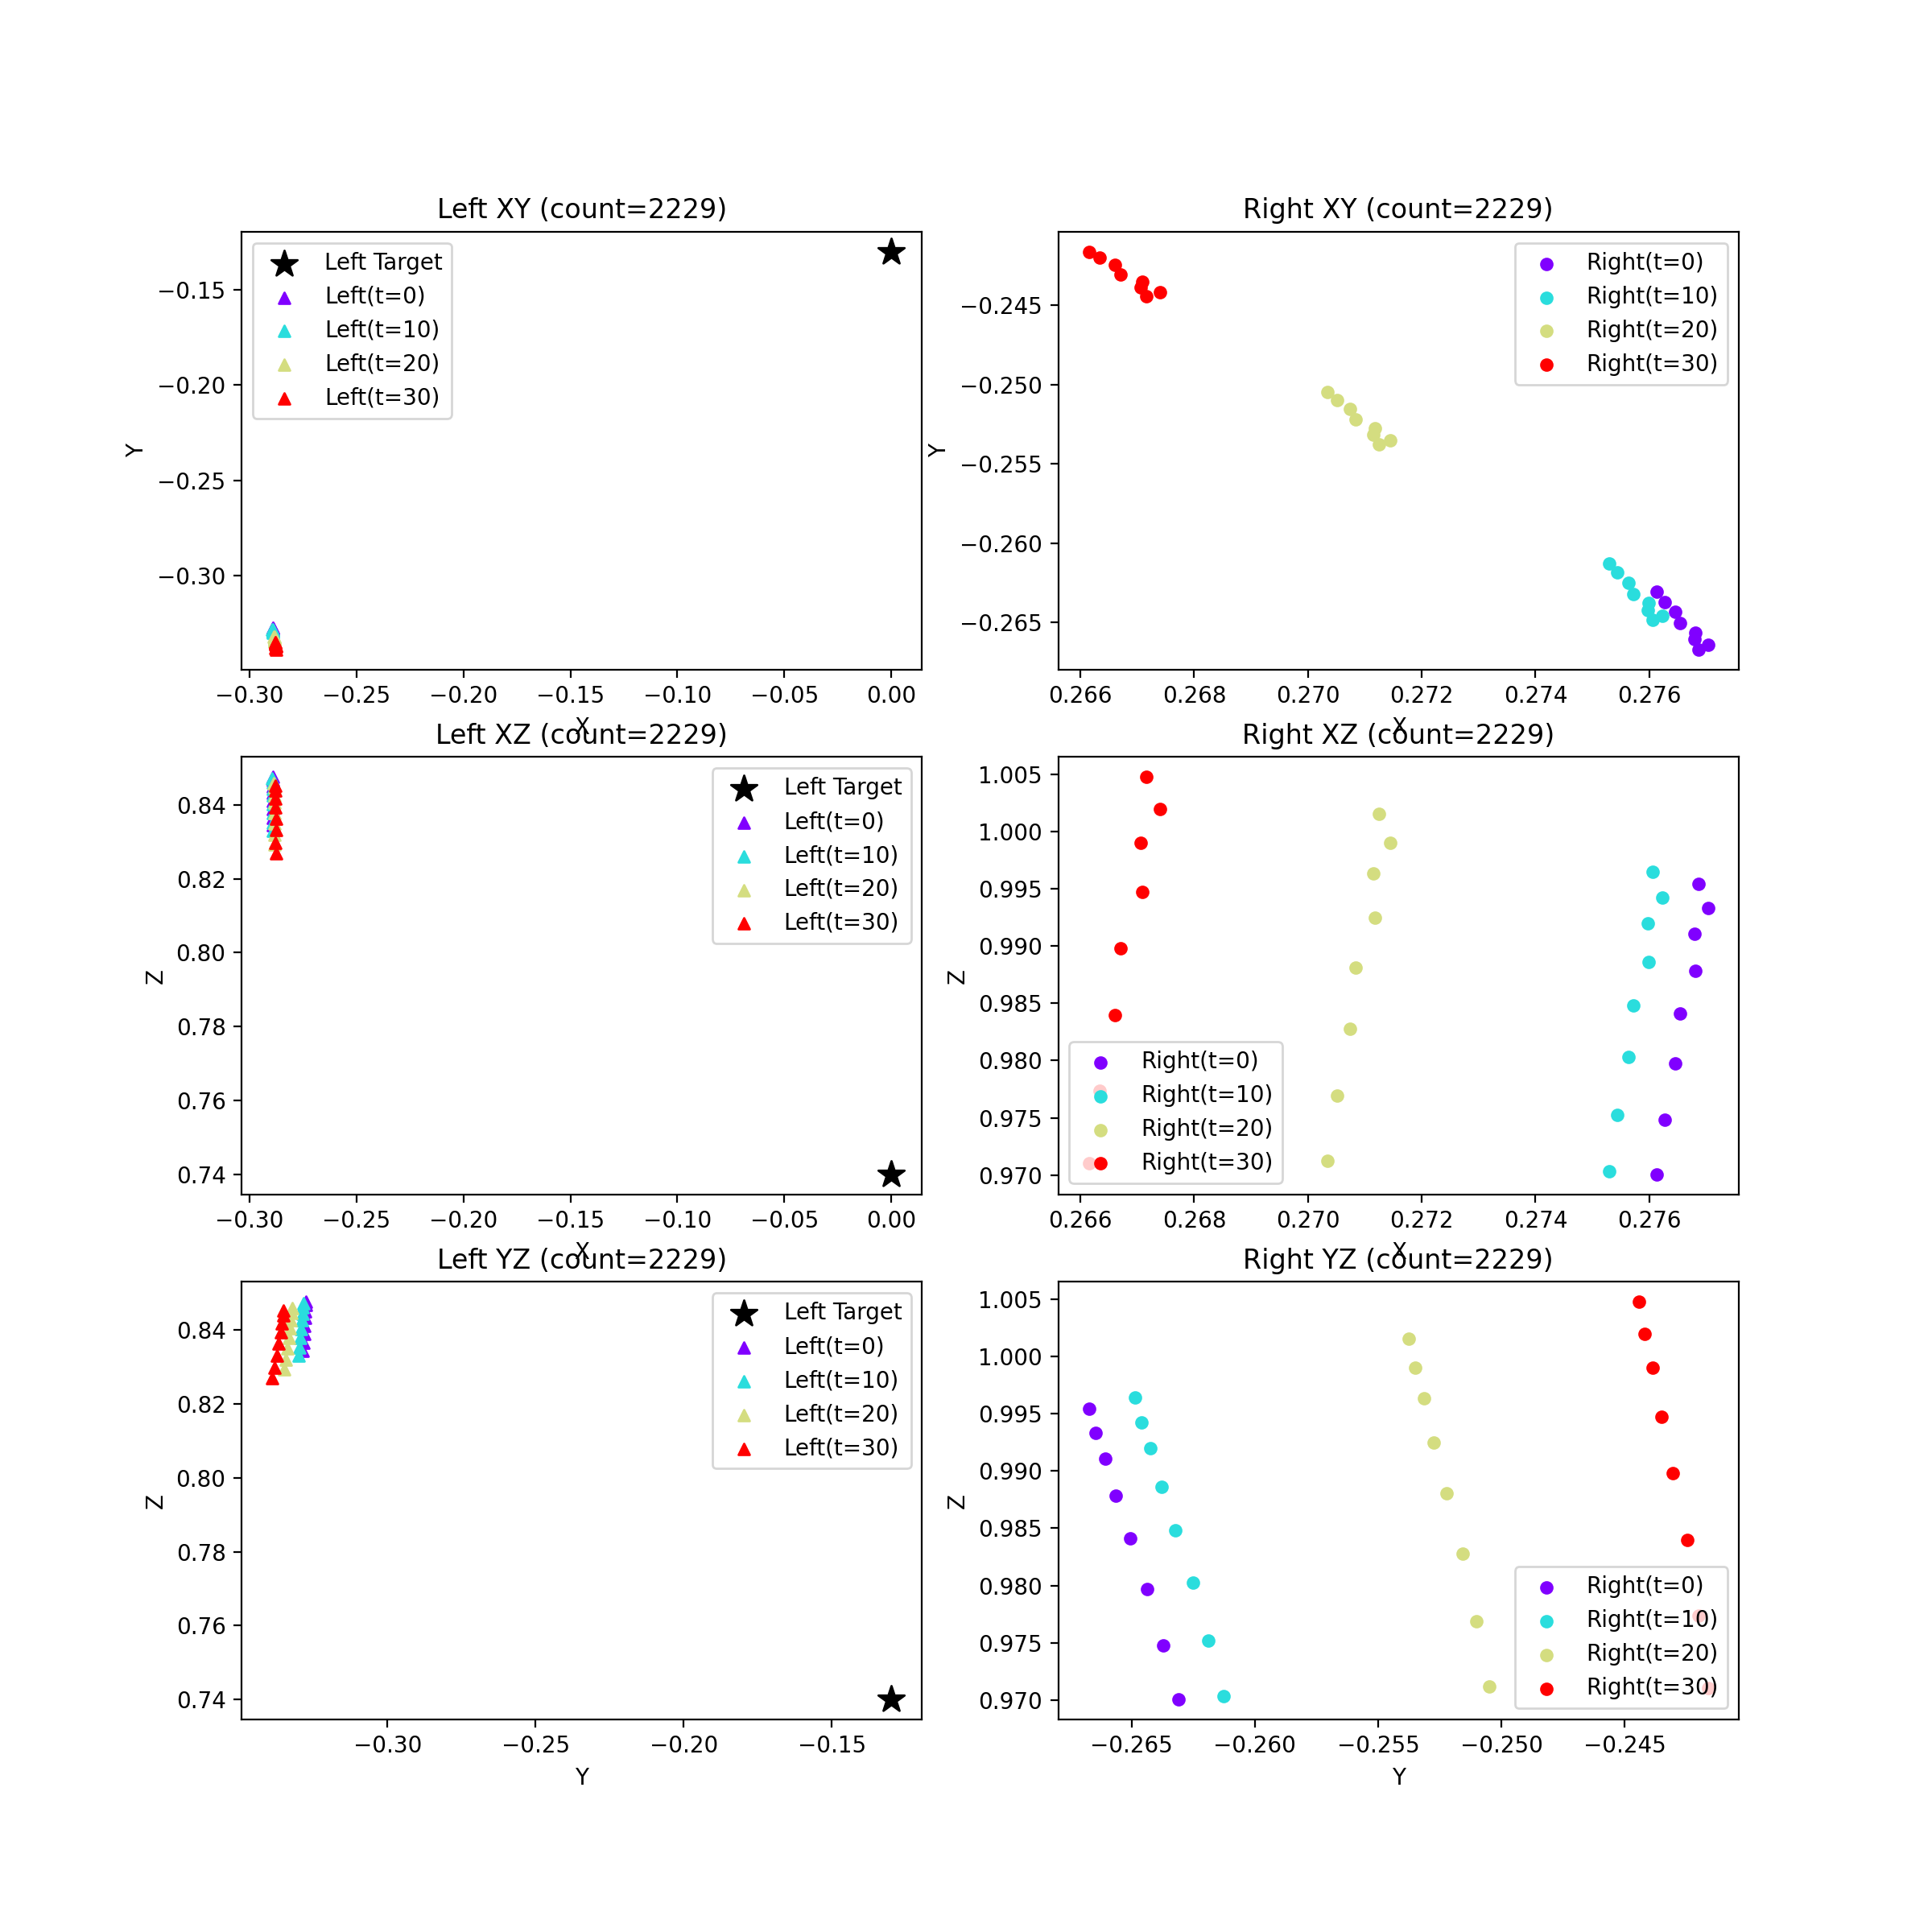 Left XY (count=2229)
Y
−0.15
−0.20
−0.25
−0.30
Left Target
Left(t=0)
Left(t=10)
Left(t=20)
Left(t=30)
−0.30 −0.25 −0.20 −0.15 −0.10 −0.05 0.00
X
Right XY (count=2229)
Y
−0.245
−0.250
−0.255
−0.260
−0.265
Right(t=0)
Right(t=10)
Right(t=20)
Right(t=30)
0.266 0.268 0.270 0.272 0.274 0.276
X
Left XZ (count=2229)
Z
0.84
0.82
0.80
0.78
0.76
0.74
Left Target
Left(t=0)
Left(t=10)
Left(t=20)
Left(t=30)
−0.30 −0.25 −0.20 −0.15 −0.10 −0.05 0.00
X
Right XZ (count=2229)
Z
1.005
1.000
0.995
0.990
0.985
0.980
0.975
0.970
Right(t=0)
Right(t=10)
Right(t=20)
Right(t=30)
0.266 0.268 0.270 0.272 0.274 0.276
X
Left YZ (count=2229)
Z
0.84
0.82
0.80
0.78
0.76
0.74
Left Target
Left(t=0)
Left(t=10)
Left(t=20)
Left(t=30)
−0.30 −0.25 −0.20 −0.15
Y
Right YZ (count=2229)
Z
1.005
1.000
0.995
0.990
0.985
0.980
0.975
0.970
Right(t=0)
Right(t=10)
Right(t=20)
Right(t=30)
−0.265 −0.260 −0.255 −0.250 −0.245
Y